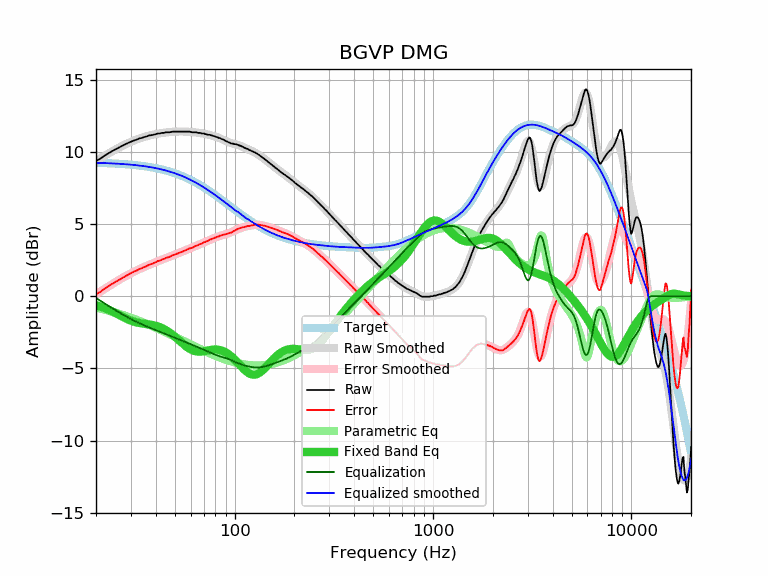 BGVP DMG
15
10
5
0
−5
−10
−15
Amplitude (dBr)
Target
Raw Smoothed
Error Smoothed
Raw
Error
Parametric Eq
Fixed Band Eq
Equalization
Equalized smoothed
100
1000
10000
Frequency (Hz)